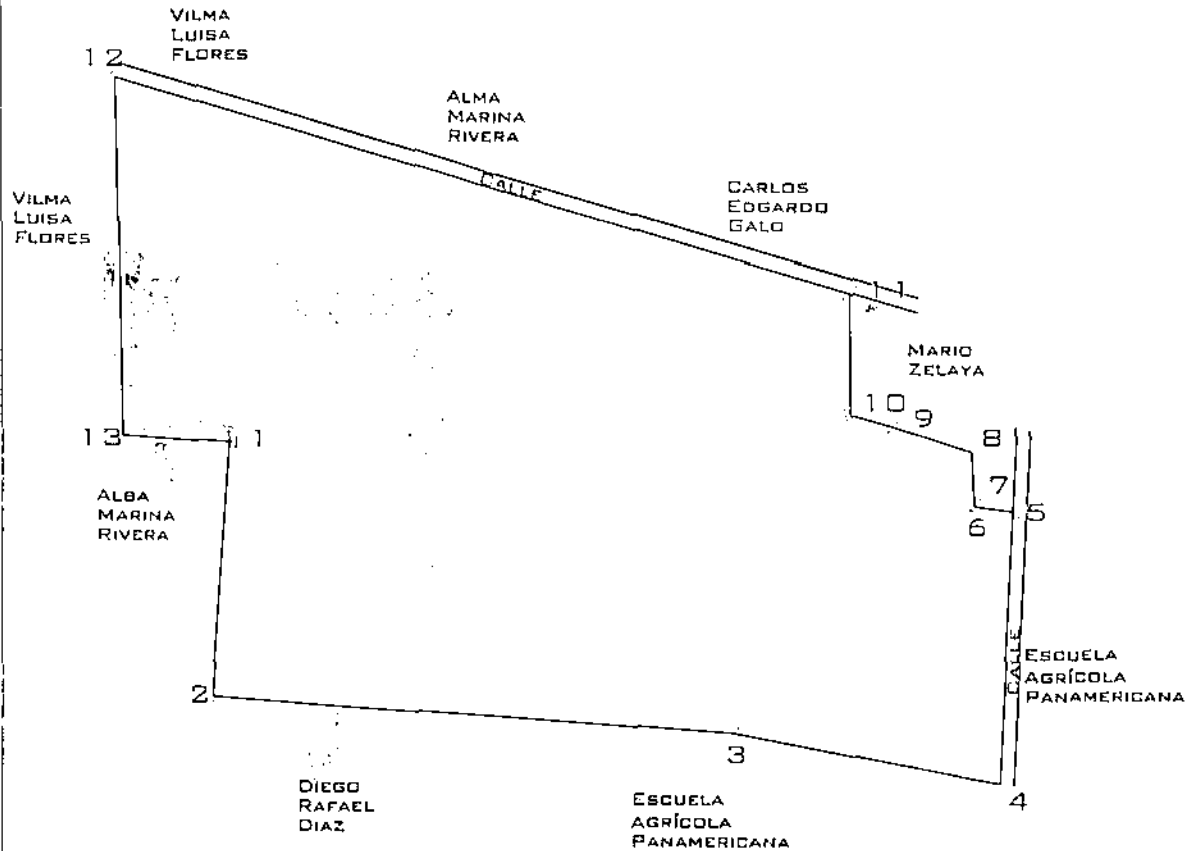 VILMA
LUISA
FLORES
12
ALMA
MARINA
RIVERA
CALLE
CARLOS
EDGARDO
GALO
VILMA
LUISA
FLORES
11
MARIO
ZELAYA
10
9
8
13
1
7
6
5
ALBA
MARINA
RIVERA
CALLE
ESCUELA
AGRÍCOLA
PANAMERICANA
2
3
4
DIEGO
RAFAEL
DIAZ
ESCUELA
AGRÍCOLA
PANAMERICANA